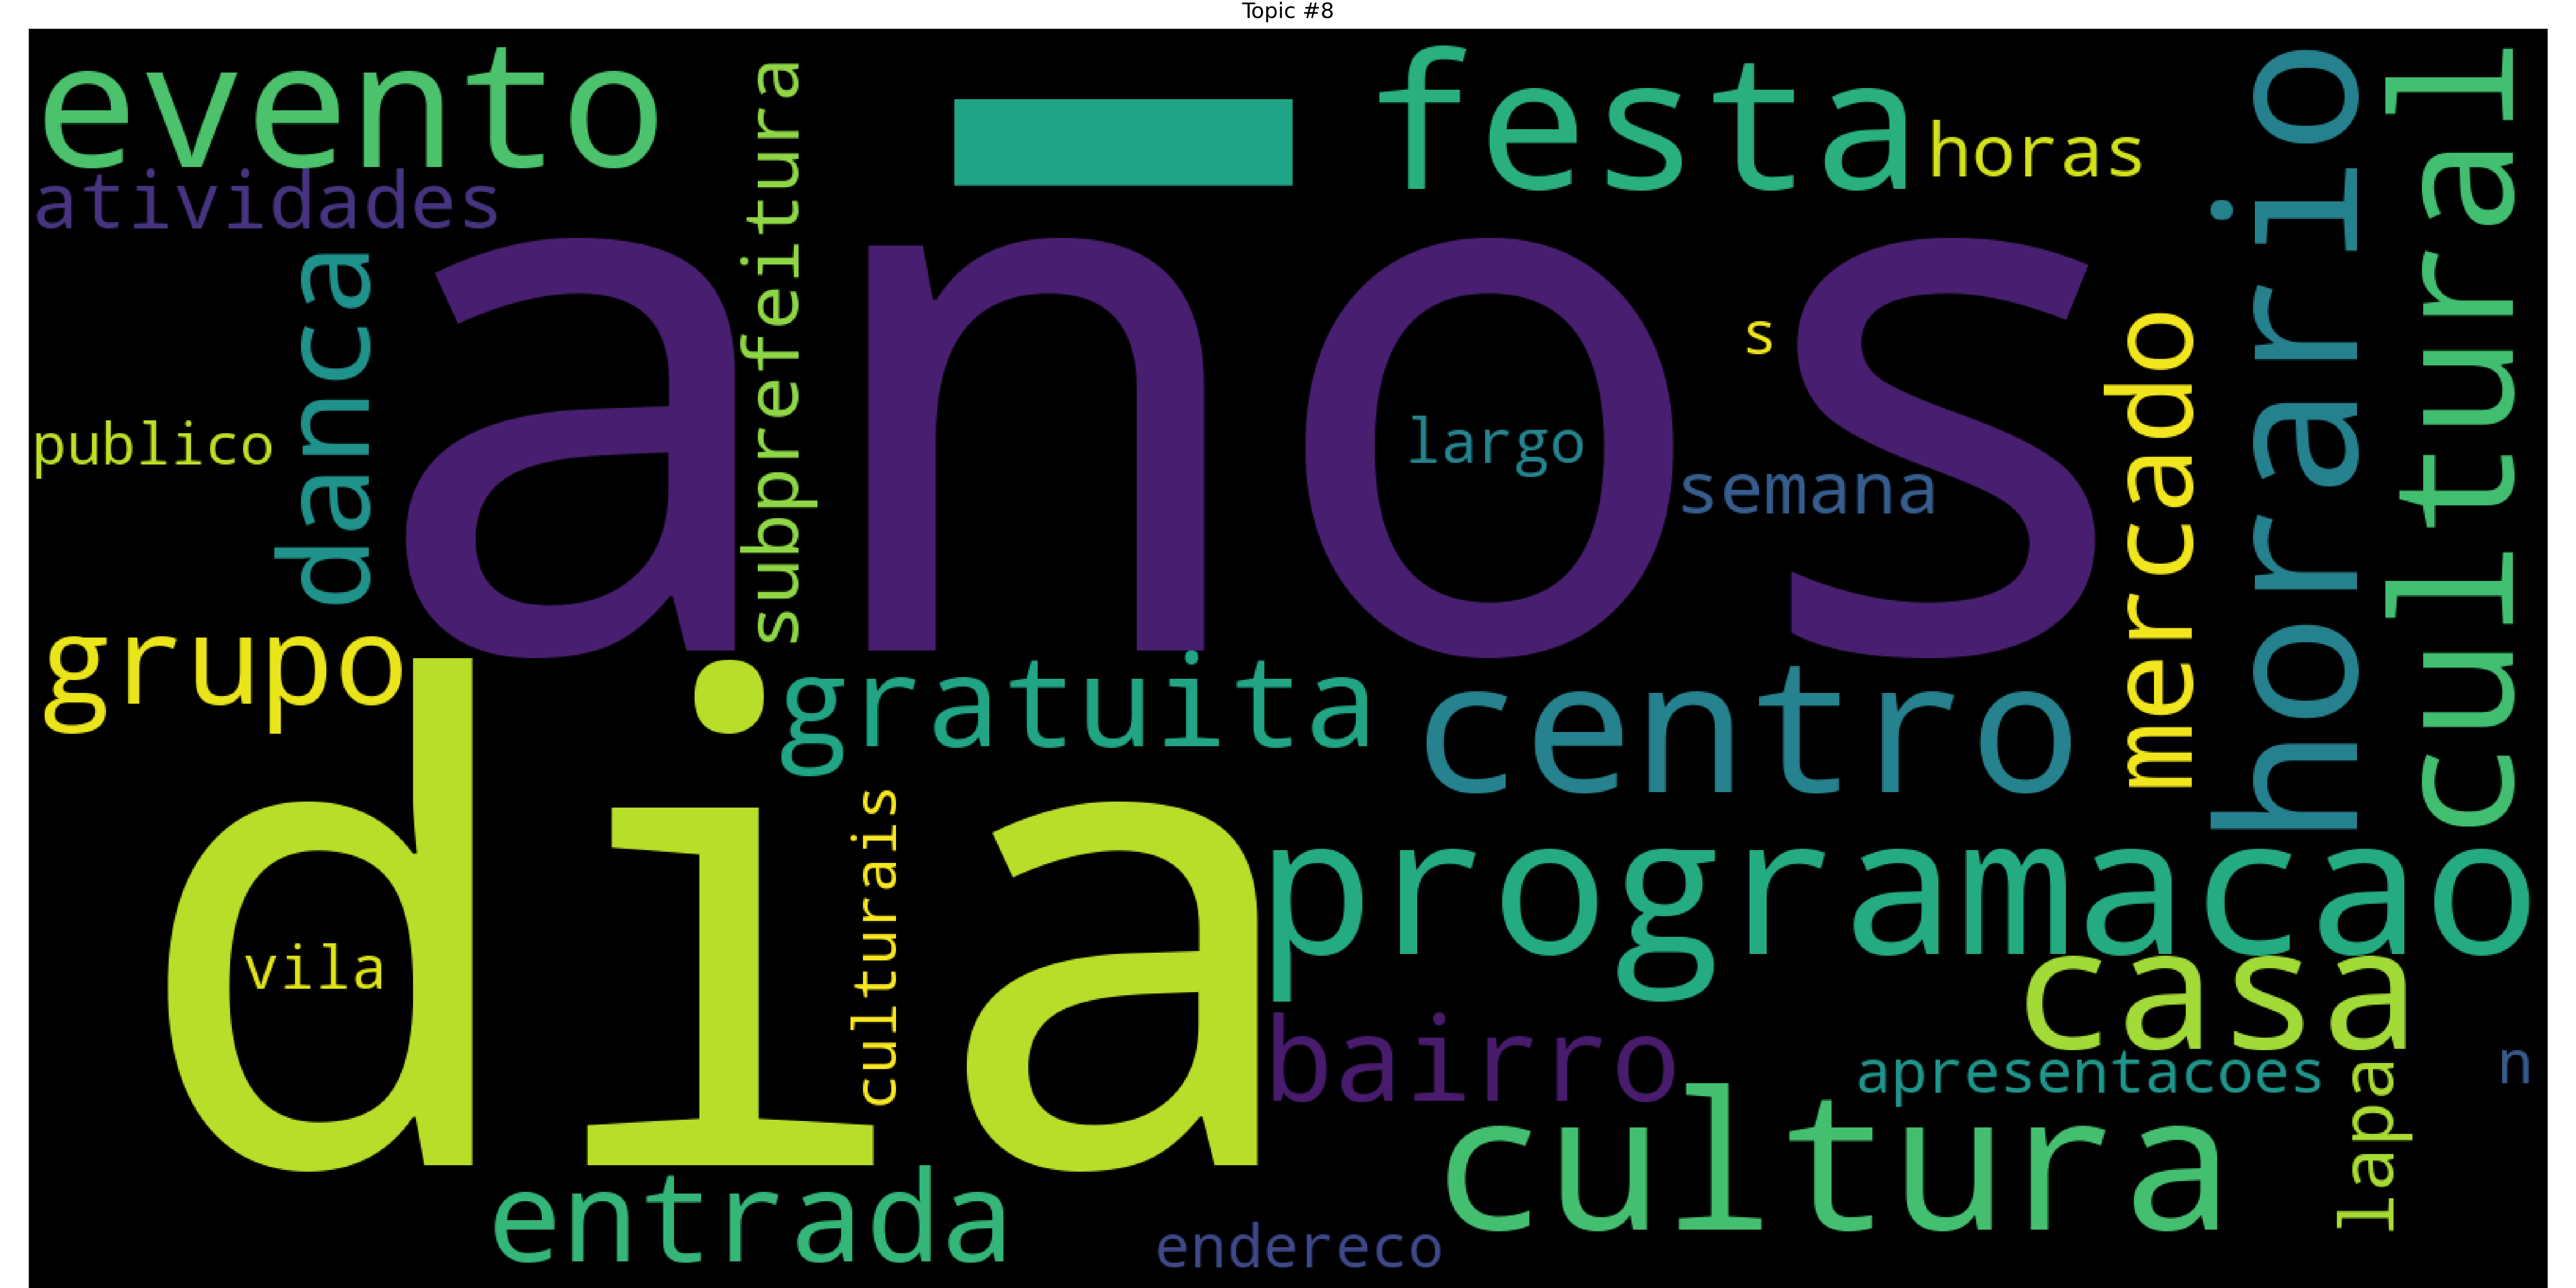 Topic #8
evento
–
festa
horas
atividades
subprefeitura
horario
cultural
danca
anos
s
publico
largo
semana
mercado
grupo
gratuita
centro
dia
culturais
programacao
vila
casa
bairro
apresentacoes
n
lapa
cultura
entrada
endereco